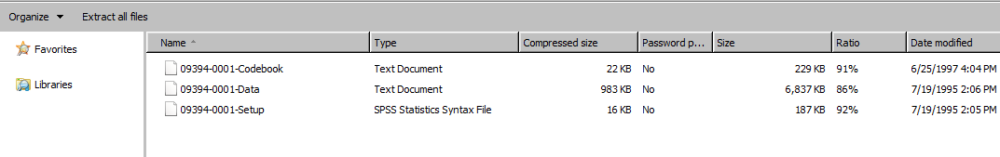 Organize Extract all files
Favorites
Libraries
Name Type Compressed size Password p... Size Ratio Date modified
09394-0001-Codebook Text Document 22 KB No 229 KB 91% 6/25/1997 4:04 PM
09394-0001-Data Text Document 983 KB No 6,837 KB 86% 7/19/1995 2:06 PM
09394-0001-Setup SPSS Statistics Syntax File 16 KB No 187 KB 92% 7/19/1995 2:05 PM